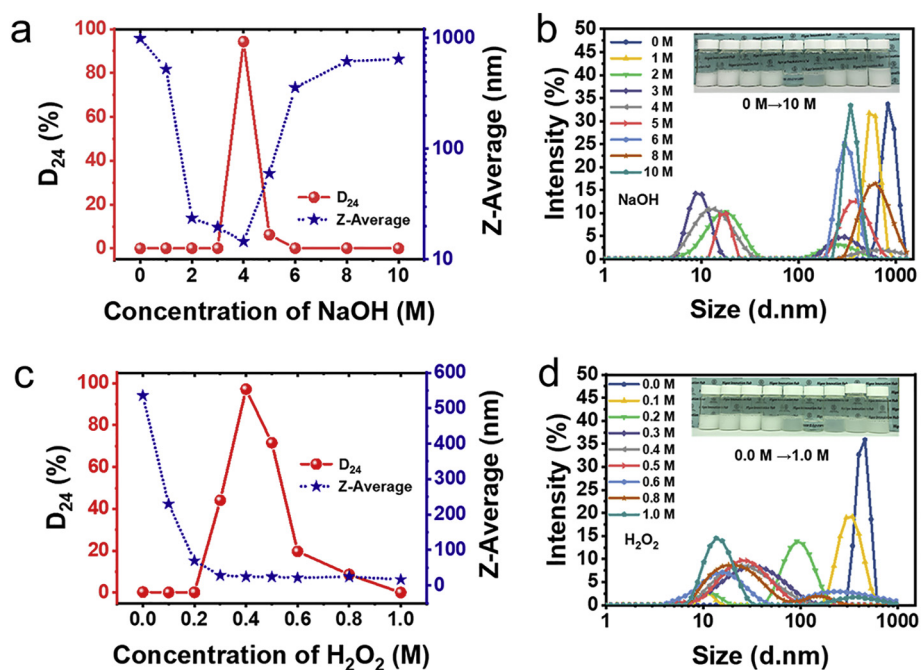 a
D24 (%)
100
80
60
40
20
0
D24
Z-Average
1000
100
10
Z-Average (nm)
0 2 4 6 8 10
Concentration of NaOH (M)
b
Intensity (%)
50
45
40
35
30
25
20
15
10
5
0
0 M
1 M
2 M
3 M
4 M
5 M
6 M
8 M
10 M
0 M→10 M
NaOH
1 10 100 1000
Size (d.nm)
c
D24 (%)
100
80
60
40
20
0
D24
Z-Average
600
500
400
300
200
100
0
Z-Average (nm)
0.0 0.2 0.4 0.6 0.8 1.0
Concentration of H2O2 (M)
d
Intensity (%)
50
45
40
35
30
25
20
15
10
5
0
0.0 M
0.1 M
0.2 M
0.3 M
0.4 M
0.5 M
0.6 M
0.8 M
1.0 M
0.0 M →1.0 M
H2O2
1 10 100 1000
Size (d.nm)